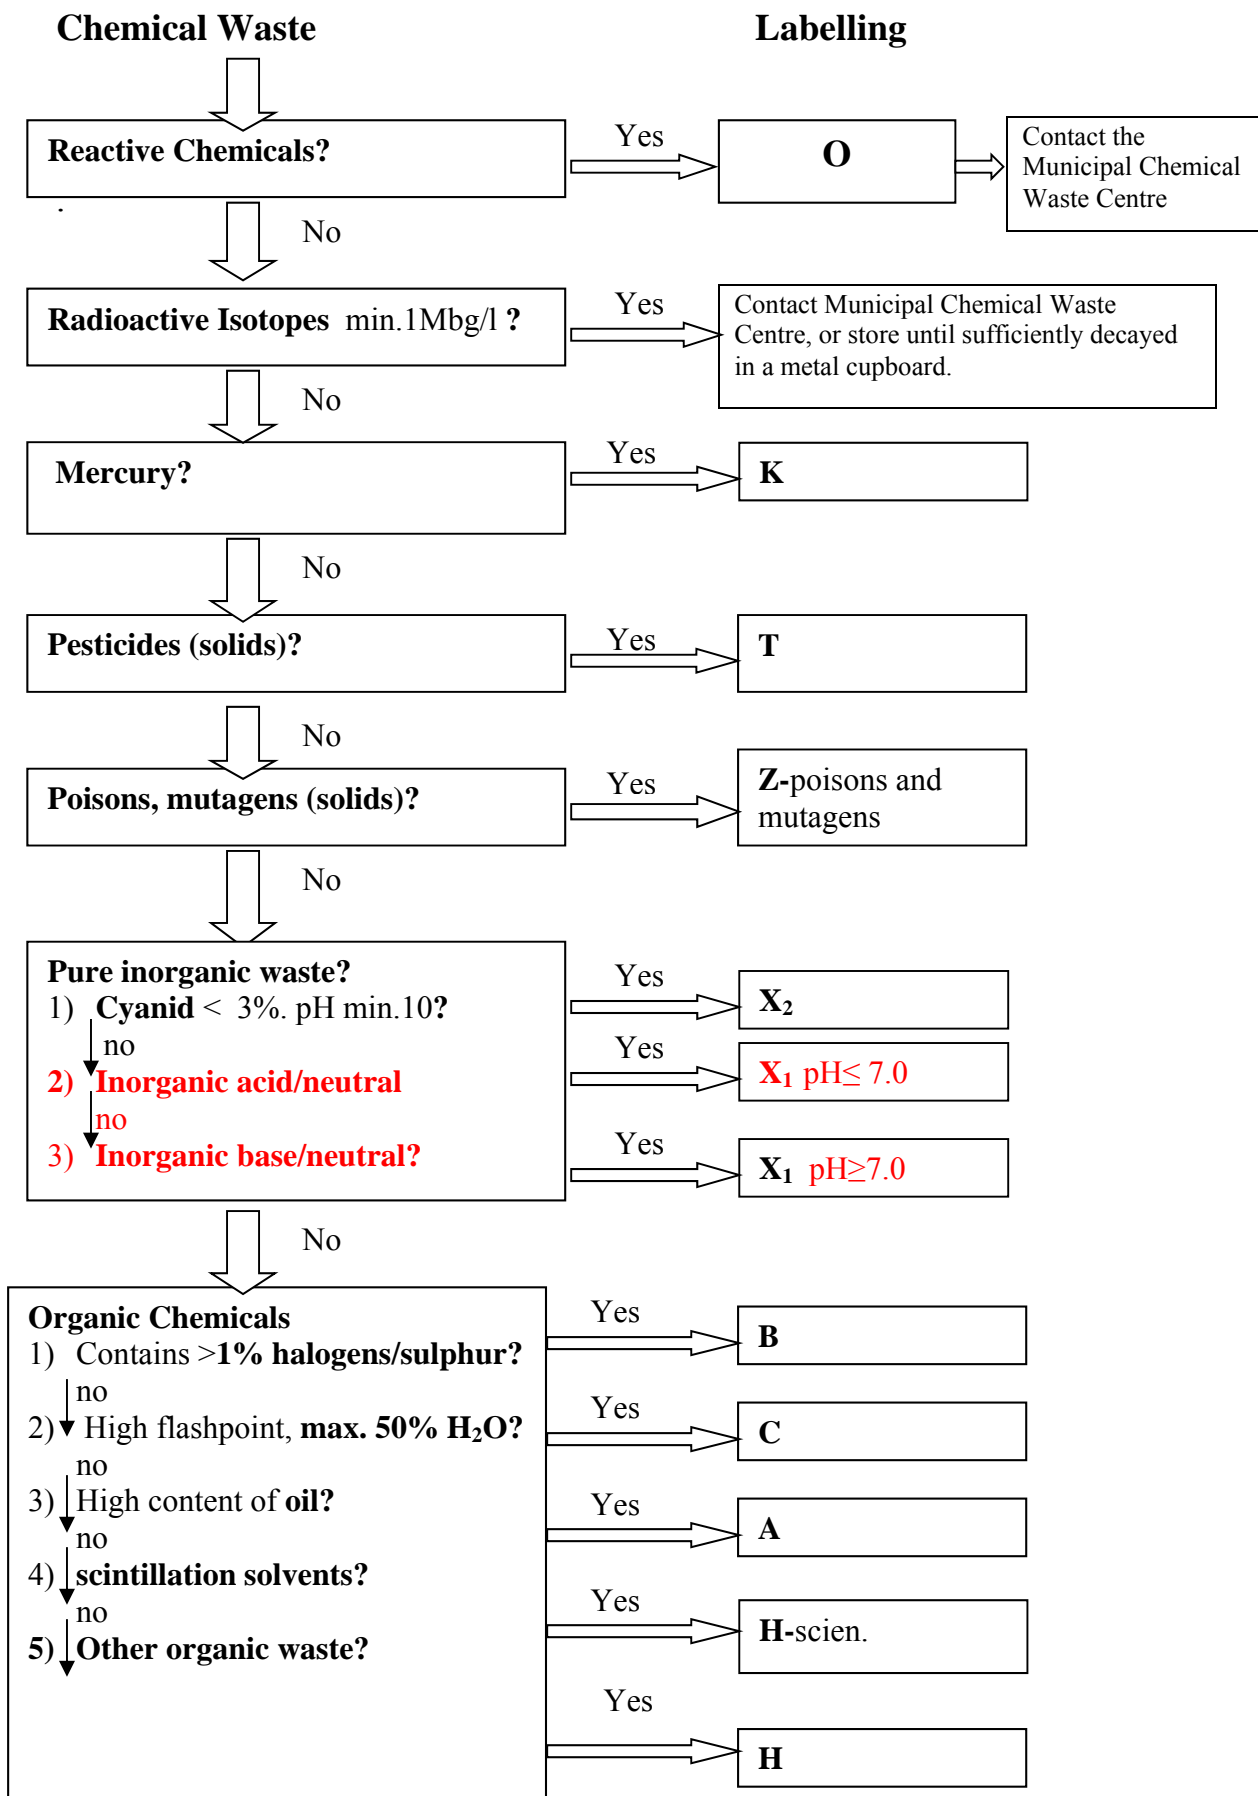 Chemical Waste
Labelling
Reactive Chemicals?
Yes
O
Contact the
Municipal Chemical
Waste Centre
.
No
Radioactive Isotopes min.1Mbg/l ?
Yes
Contact Municipal Chemical Waste
Centre, or store until sufficiently decayed
in a metal cupboard.
No
Mercury?
Yes
K
No
Pesticides (solids)?
Yes
T
No
Poisons, mutagens (solids)?
Yes
Z-poisons and
mutagens
No
Pure inorganic waste?
1) Cyanid < 3%. pH min.10?
Yes
X₂
no
2) Inorganic acid/neutral
Yes
X₁ pH≤ 7.0
no
3) Inorganic base/neutral?
Yes
X₁ pH≥7.0
No
Organic Chemicals
1) Contains >1% halogens/sulphur?
Yes
B
no
2) High flashpoint, max. 50% H₂O?
Yes
C
no
3) High content of oil?
Yes
A
no
4) scintillation solvents?
Yes
H-scien.
no
5) Other organic waste?
Yes
H